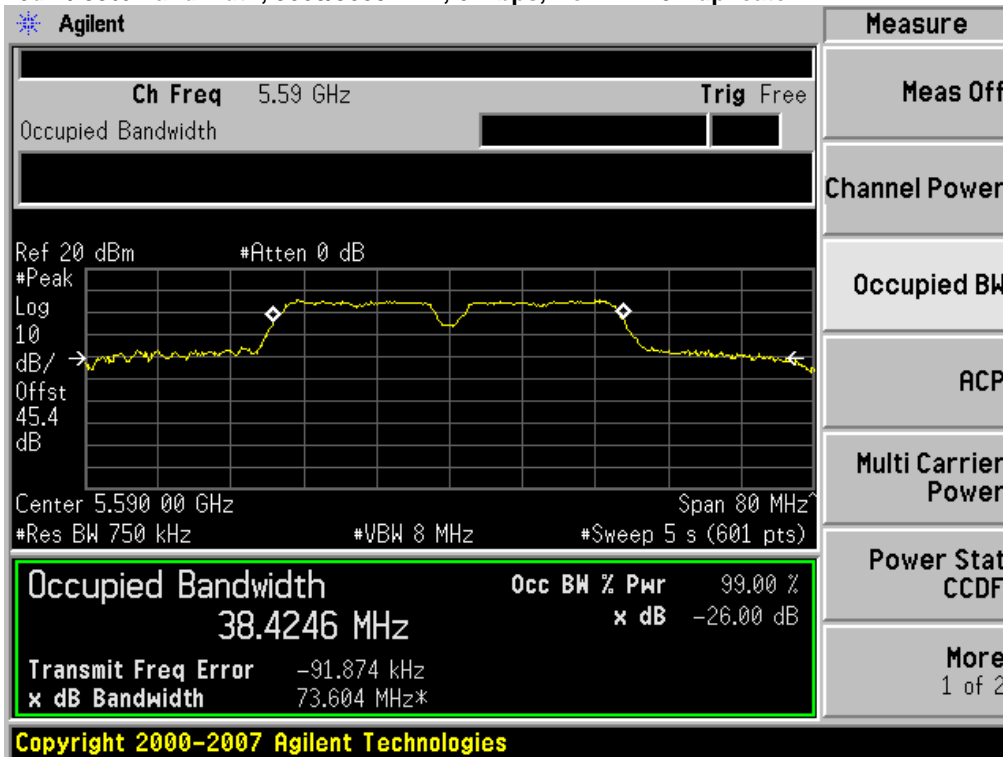 Agilent
Measure
Ch Freq 5.59 GHz Trig Free
Occupied Bandwidth
Meas Off
Channel Power
Occupied BW
ACP
Multi Carrier
Power
Power Stat
CCDF
More
1 of 2
Ref 20 dBm #Atten 0 dB
#Peak
Log
10
dB/
Offst
45.4
dB
Center 5.590 00 GHz Span 80 MHz^
#Res BW 750 kHz #VBW 8 MHz #Sweep 5 s (601 pts)
Occupied Bandwidth
38.4246 MHz
Occ BW % Pwr 99.00 %
x dB -26.00 dB
Transmit Freq Error -91.874 kHz
x dB Bandwidth 73.604 MHz*
Copyright 2000-2007 Agilent Technologies